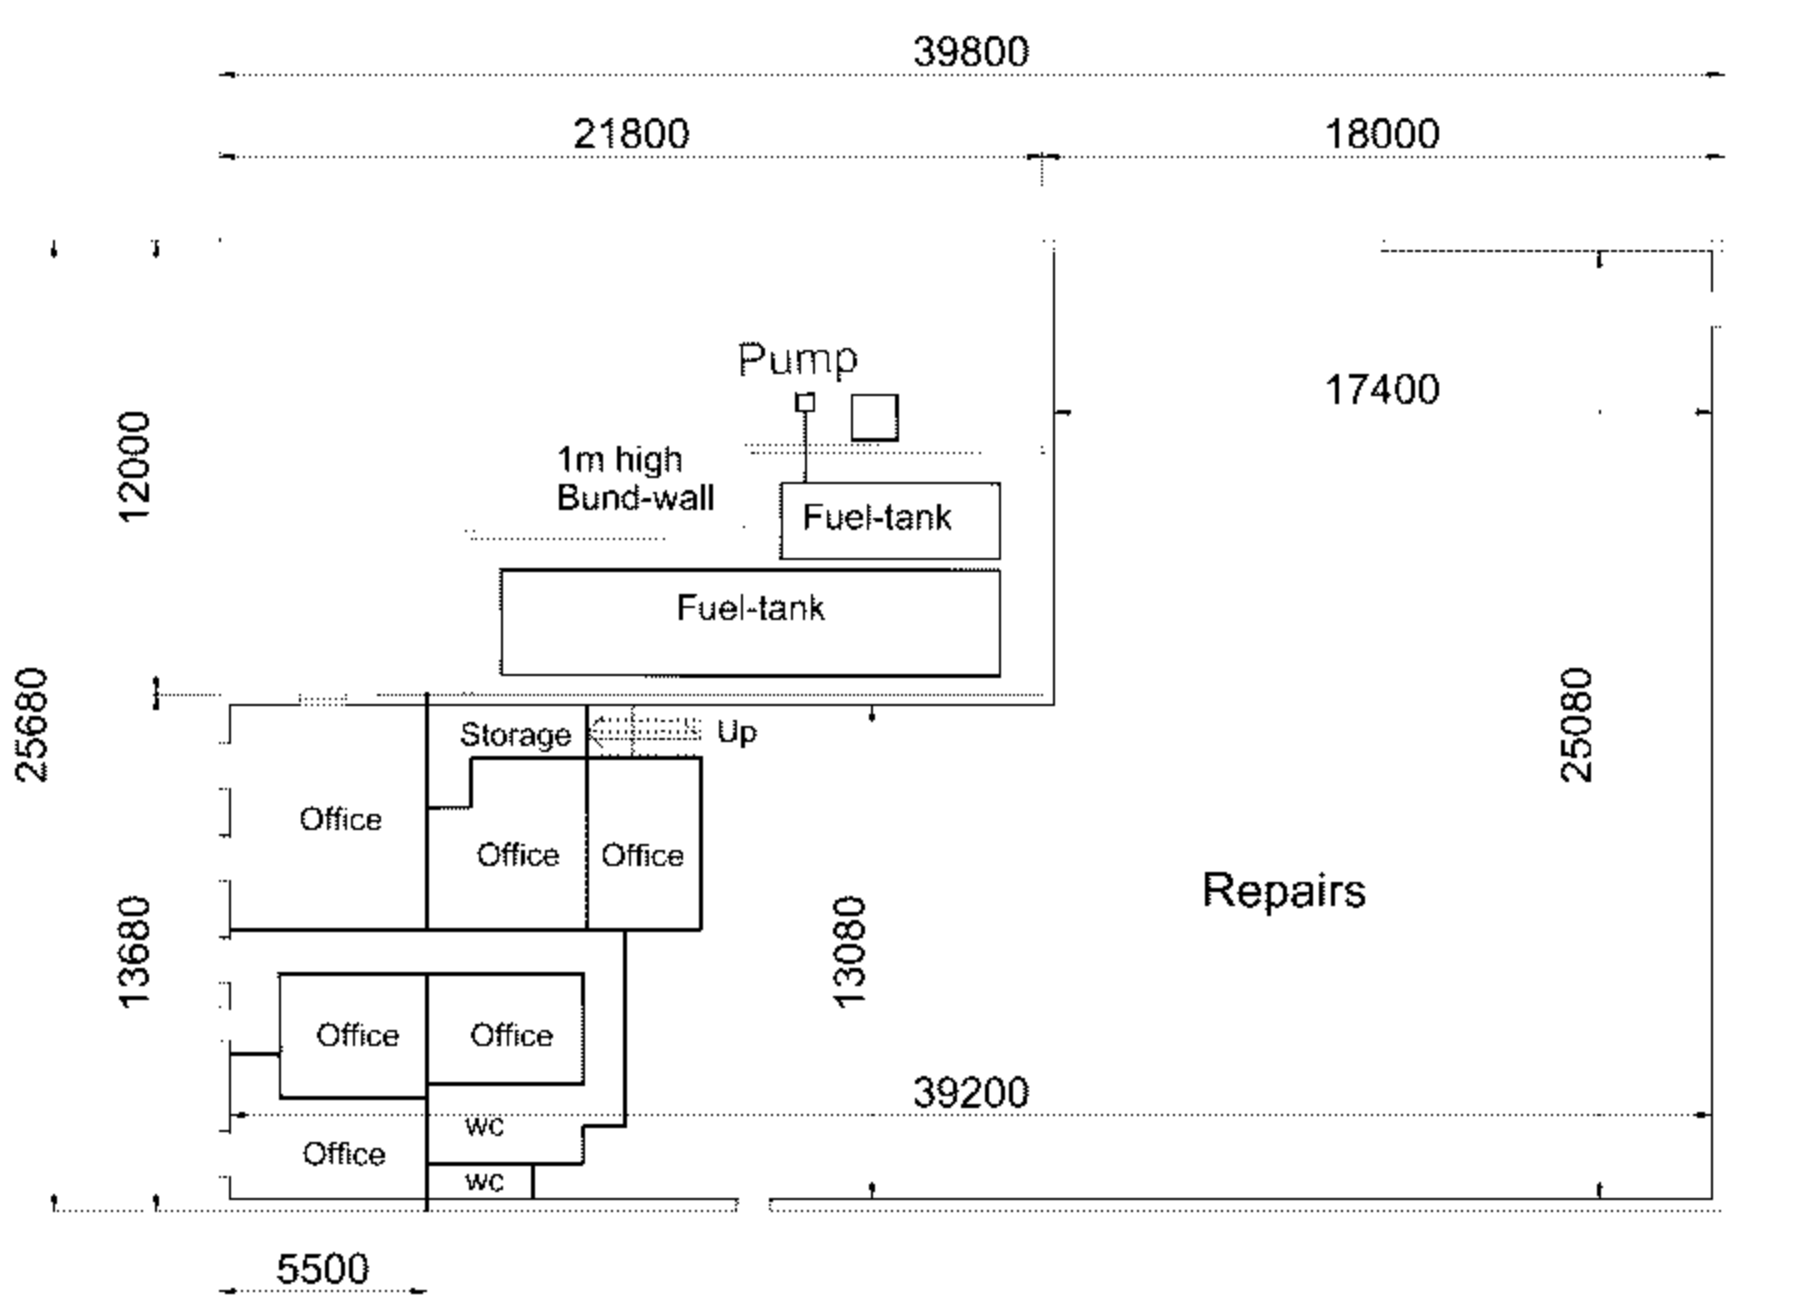 39800
21800
18000
Pump
17400
12000
1m high
Bund-wall
Fuel-tank
Fuel-tank
25680
25080
Storage
Up
Office
Office
Office
Repairs
13680
13080
Office
Office
39200
wc
Office
wc
5500